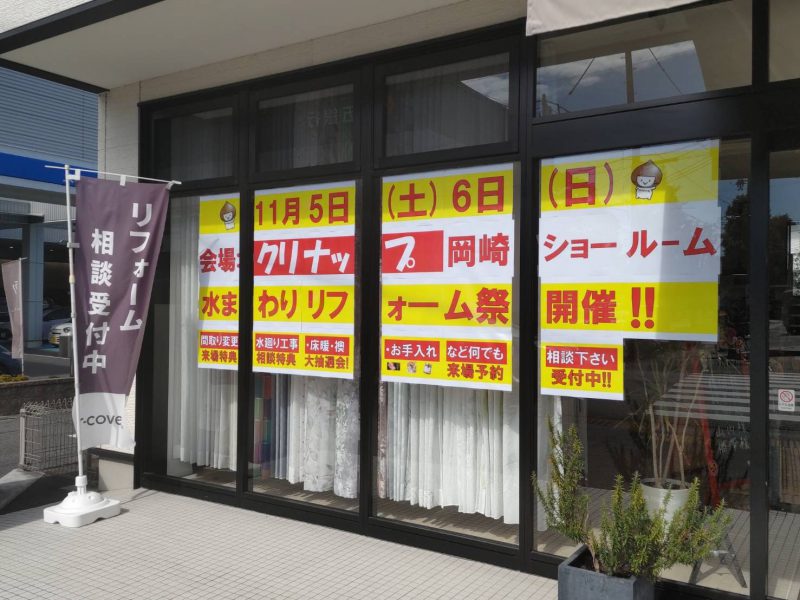 11月5日(土)6日(日)
会場:クリナップ岡崎ショールーム
水まわりリフォーム祭開催!!
間取り変更 水廻り工事 ・床暖・襖 ・お手入れ など何でも 相談下さい
来場特典 相談特典 大抽選会! 来場予約 受付中!!
リフォーム
相談受付中
r-cove